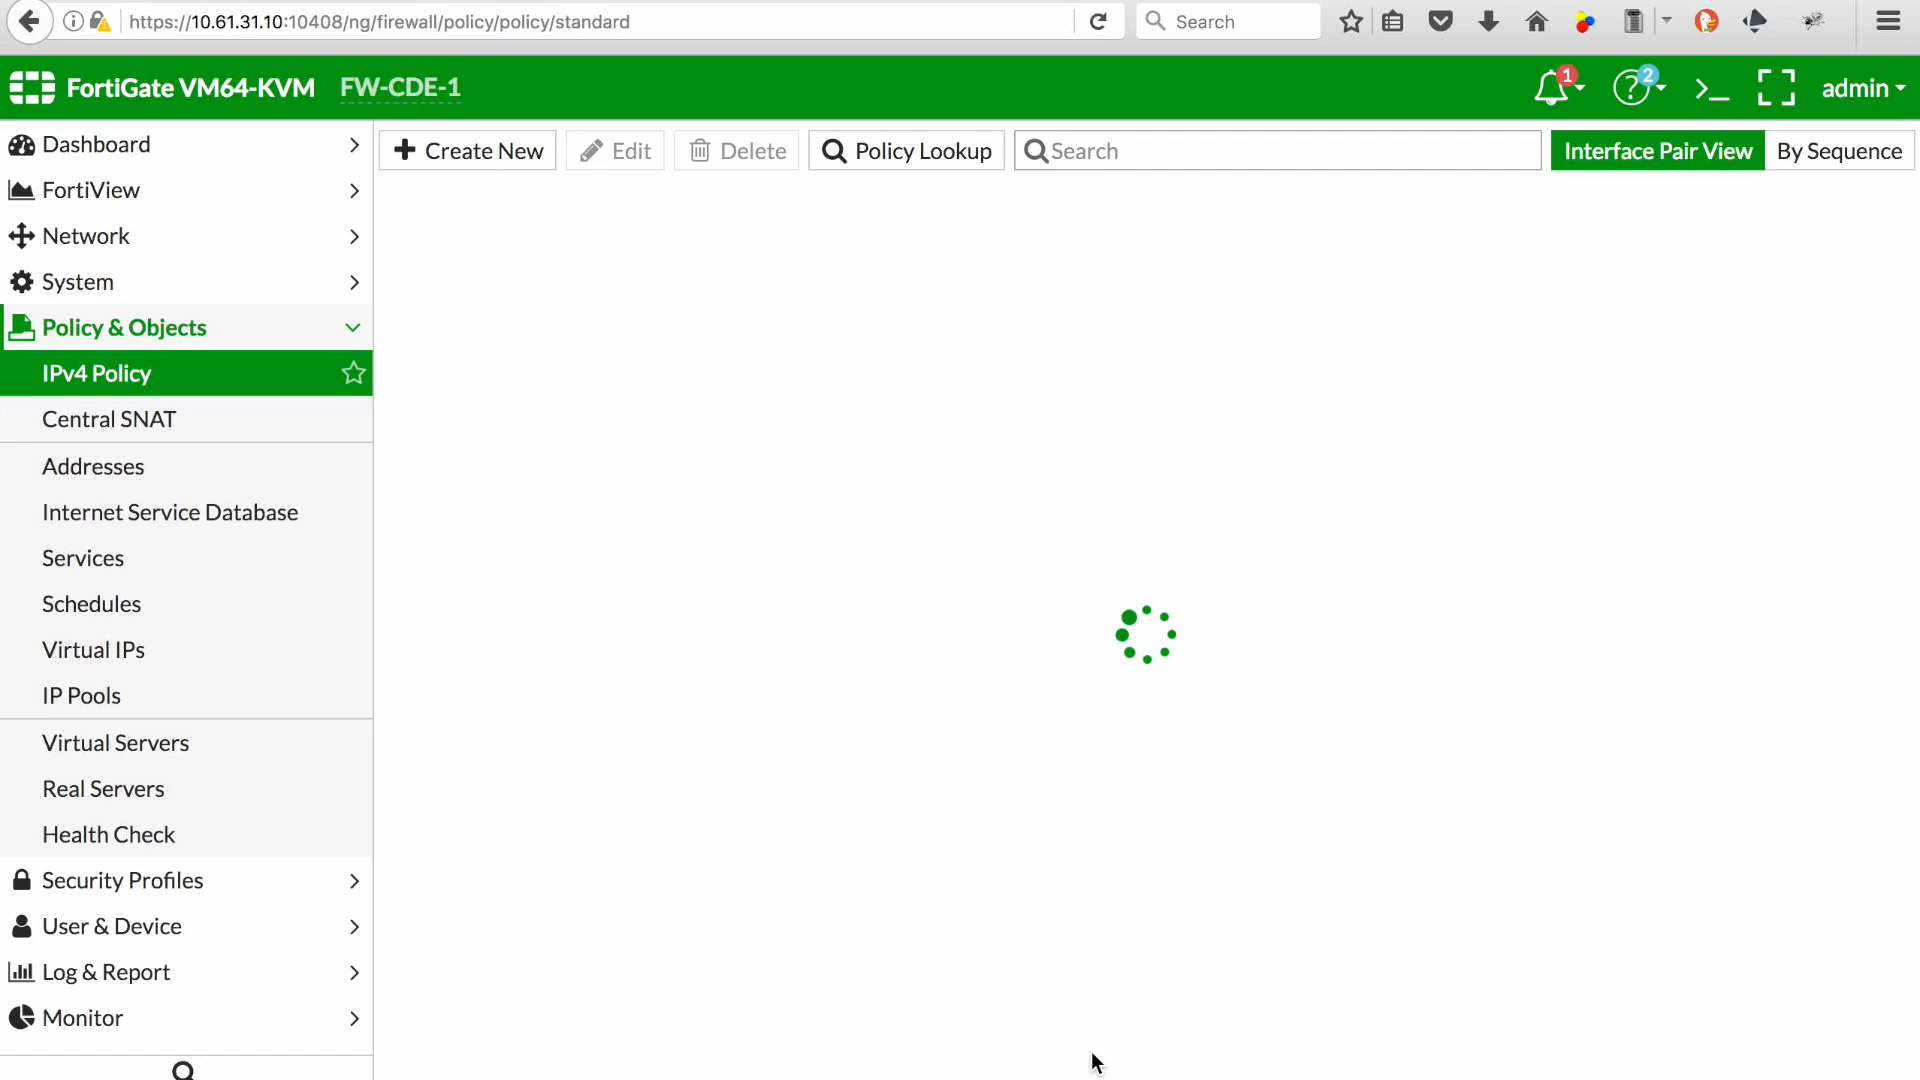 https://10.61.31.10:10408/ng/firewall/policy/policy/standard
Search
FortiGate VM64-KVM FW-CDE-1
1
2
>_
admin
Dashboard
FortiView
Network
System
Policy & Objects
IPv4 Policy
Central SNAT
Addresses
Internet Service Database
Services
Schedules
Virtual IPs
IP Pools
Virtual Servers
Real Servers
Health Check
Security Profiles
User & Device
Log & Report
Monitor
Create New
Edit
Delete
Policy Lookup
Search
Interface Pair View
By Sequence